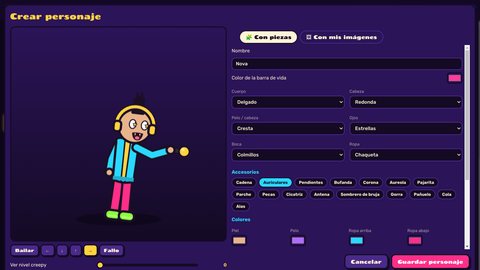 Crear personaje
Con piezas
Con mis imágenes
Nombre
Nova
Color de la barra de vida
Cuerpo
Cabeza
Delgado
Redonda
Pelo / cabeza
Ojos
Cresta
Estrellas
Boca
Ropa
Colmillos
Chaqueta
Accesorios
Cadena
Auriculares
Pendientes
Bufanda
Corona
Aureola
Pajarita
Parche
Pecas
Cicatriz
Antena
Sombrero de bruja
Gorra
Pañuelo
Cola
Alas
Colores
Piel
Pelo
Ropa arriba
Ropa abajo
Bailar
←
↓
↑
→
Fallo
Ver nivel creepy
0
Cancelar
Guardar personaje